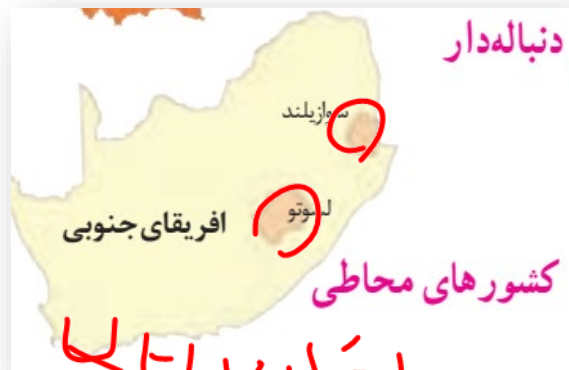 دنباله‌دار
سوازیلند
لسوتو
افریقای جنوبی
کشورهای محاطی